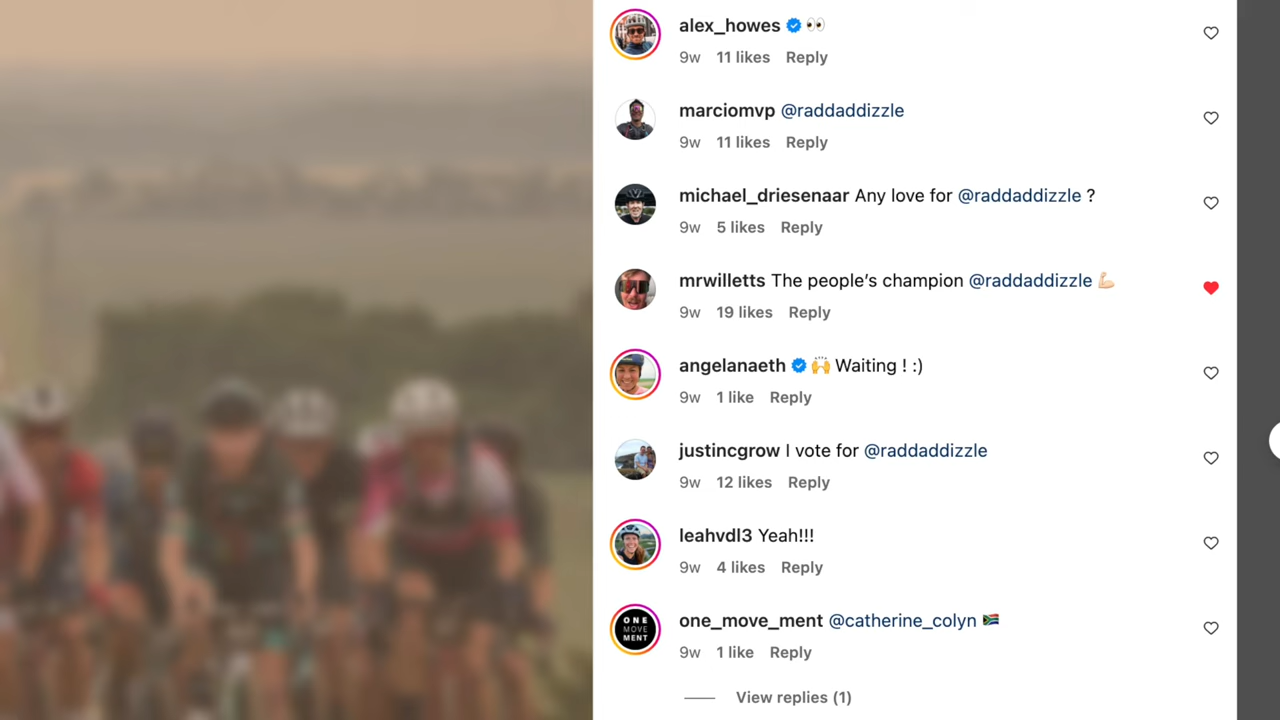 alex_howes 👀
9w 11 likes Reply
marciomvp @raddaddizzle
9w 11 likes Reply
michael_driesenaar Any love for @raddaddizzle ?
9w 5 likes Reply
mrwilletts The people’s champion @raddaddizzle 💪🏻
9w 19 likes Reply
angelanaeth 🙌 Waiting ! :)
9w 1 like Reply
justincgrow I vote for @raddaddizzle
9w 12 likes Reply
leahvdl3 Yeah!!!
9w 4 likes Reply
ONE
MOVE
MENT
one_move_ment @catherine_colyn 🇿🇦
9w 1 like Reply
View replies (1)